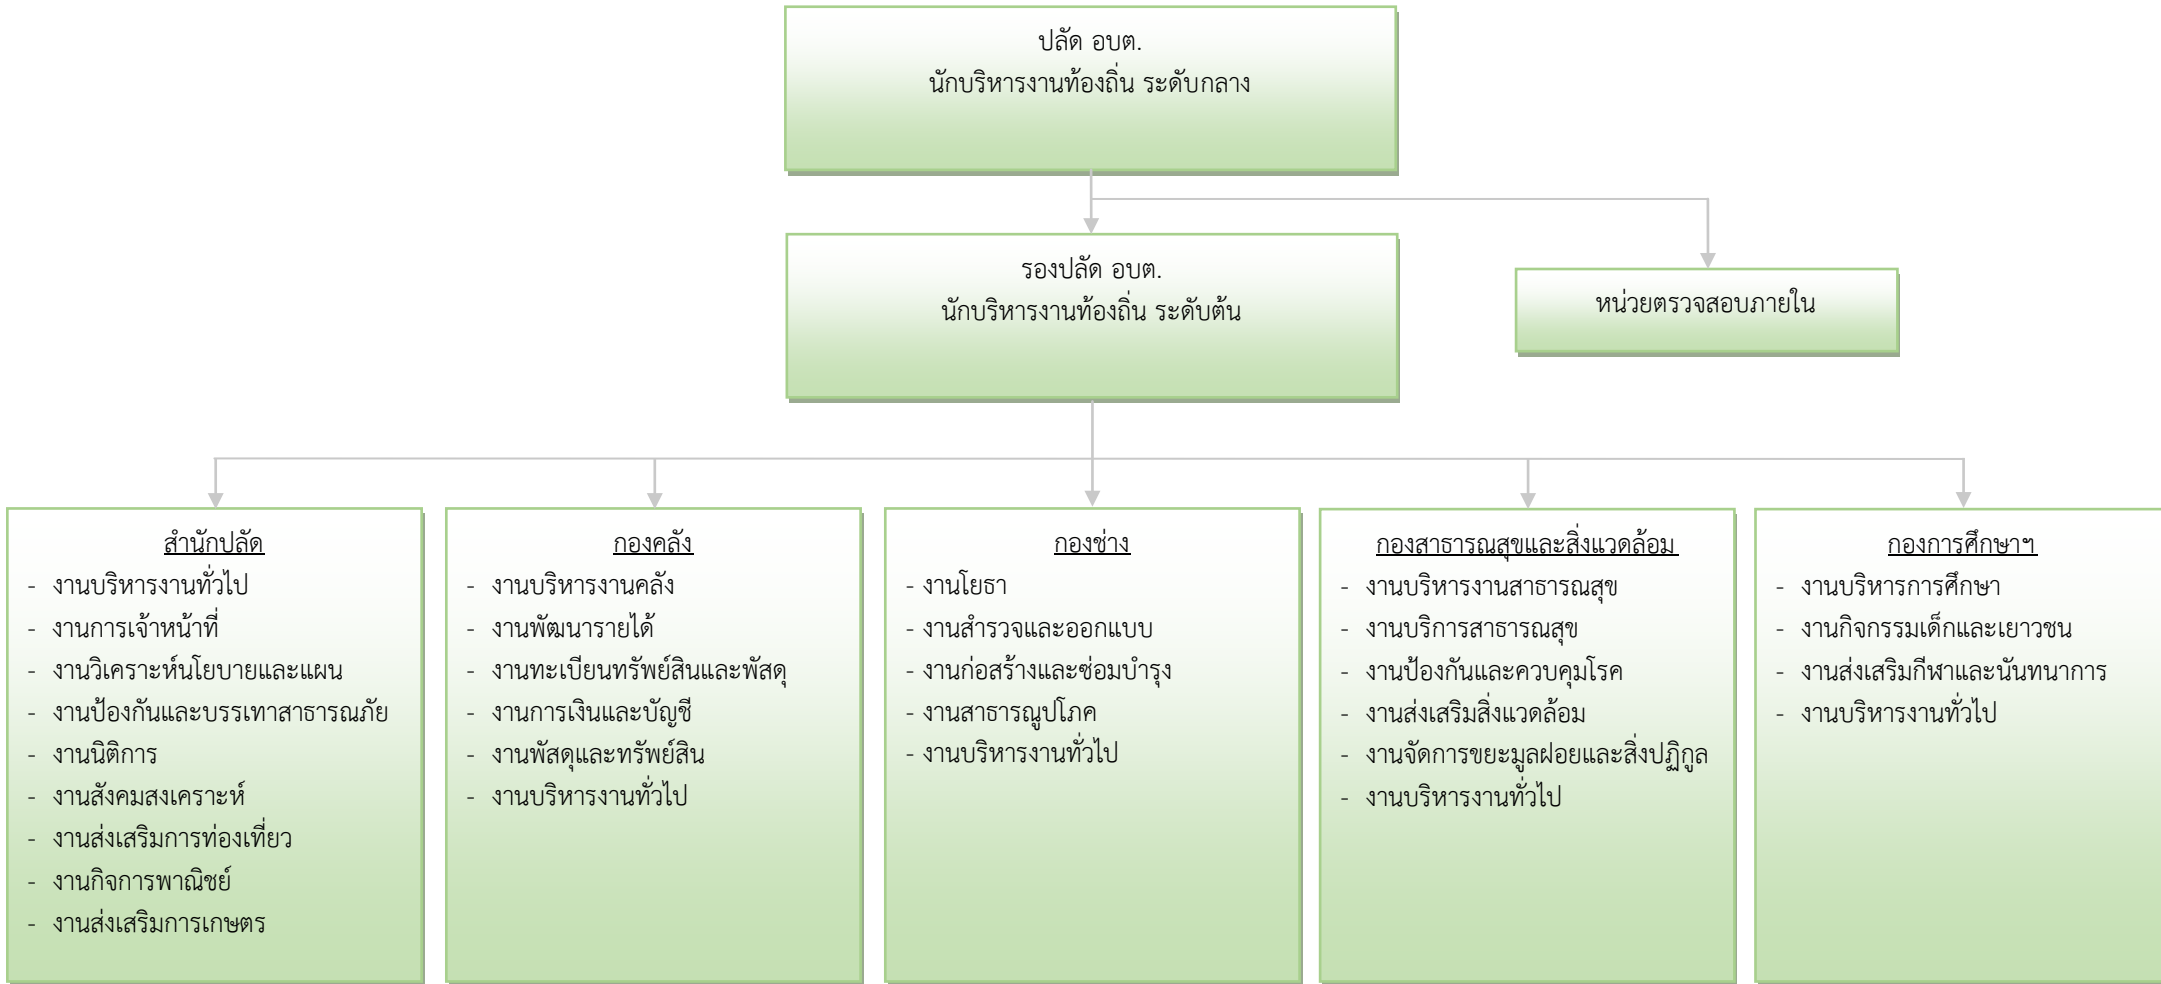 ปลัด อบต.
นักบริหารงานท้องถิ่น ระดับกลาง
รองปลัด อบต.
นักบริหารงานท้องถิ่น ระดับต้น
หน่วยตรวจสอบภายใน
สำนักปลัด
- งานบริหารงานทั่วไป
- งานการเจ้าหน้าที่
- งานวิเคราะห์นโยบายและแผน
- งานป้องกันและบรรเทาสาธารณภัย
- งานนิติการ
- งานสังคมสงเคราะห์
- งานส่งเสริมการท่องเที่ยว
- งานกิจการพาณิชย์
- งานส่งเสริมการเกษตร
กองคลัง
- งานบริหารงานคลัง
- งานพัฒนารายได้
- งานทะเบียนทรัพย์สินและพัสดุ
- งานการเงินและบัญชี
- งานพัสดุและทรัพย์สิน
- งานบริหารงานทั่วไป
กองช่าง
- งานโยธา
- งานสำรวจและออกแบบ
- งานก่อสร้างและซ่อมบำรุง
- งานสาธารณูปโภค
- งานบริหารงานทั่วไป
กองสาธารณสุขและสิ่งแวดล้อม
- งานบริหารงานสาธารณสุข
- งานบริการสาธารณสุข
- งานป้องกันและควบคุมโรค
- งานส่งเสริมสิ่งแวดล้อม
- งานจัดการขยะมูลฝอยและสิ่งปฏิกูล
- งานบริหารงานทั่วไป
กองการศึกษาฯ
- งานบริหารการศึกษา
- งานกิจกรรมเด็กและเยาวชน
- งานส่งเสริมกีฬาและนันทนาการ
- งานบริหารงานทั่วไป